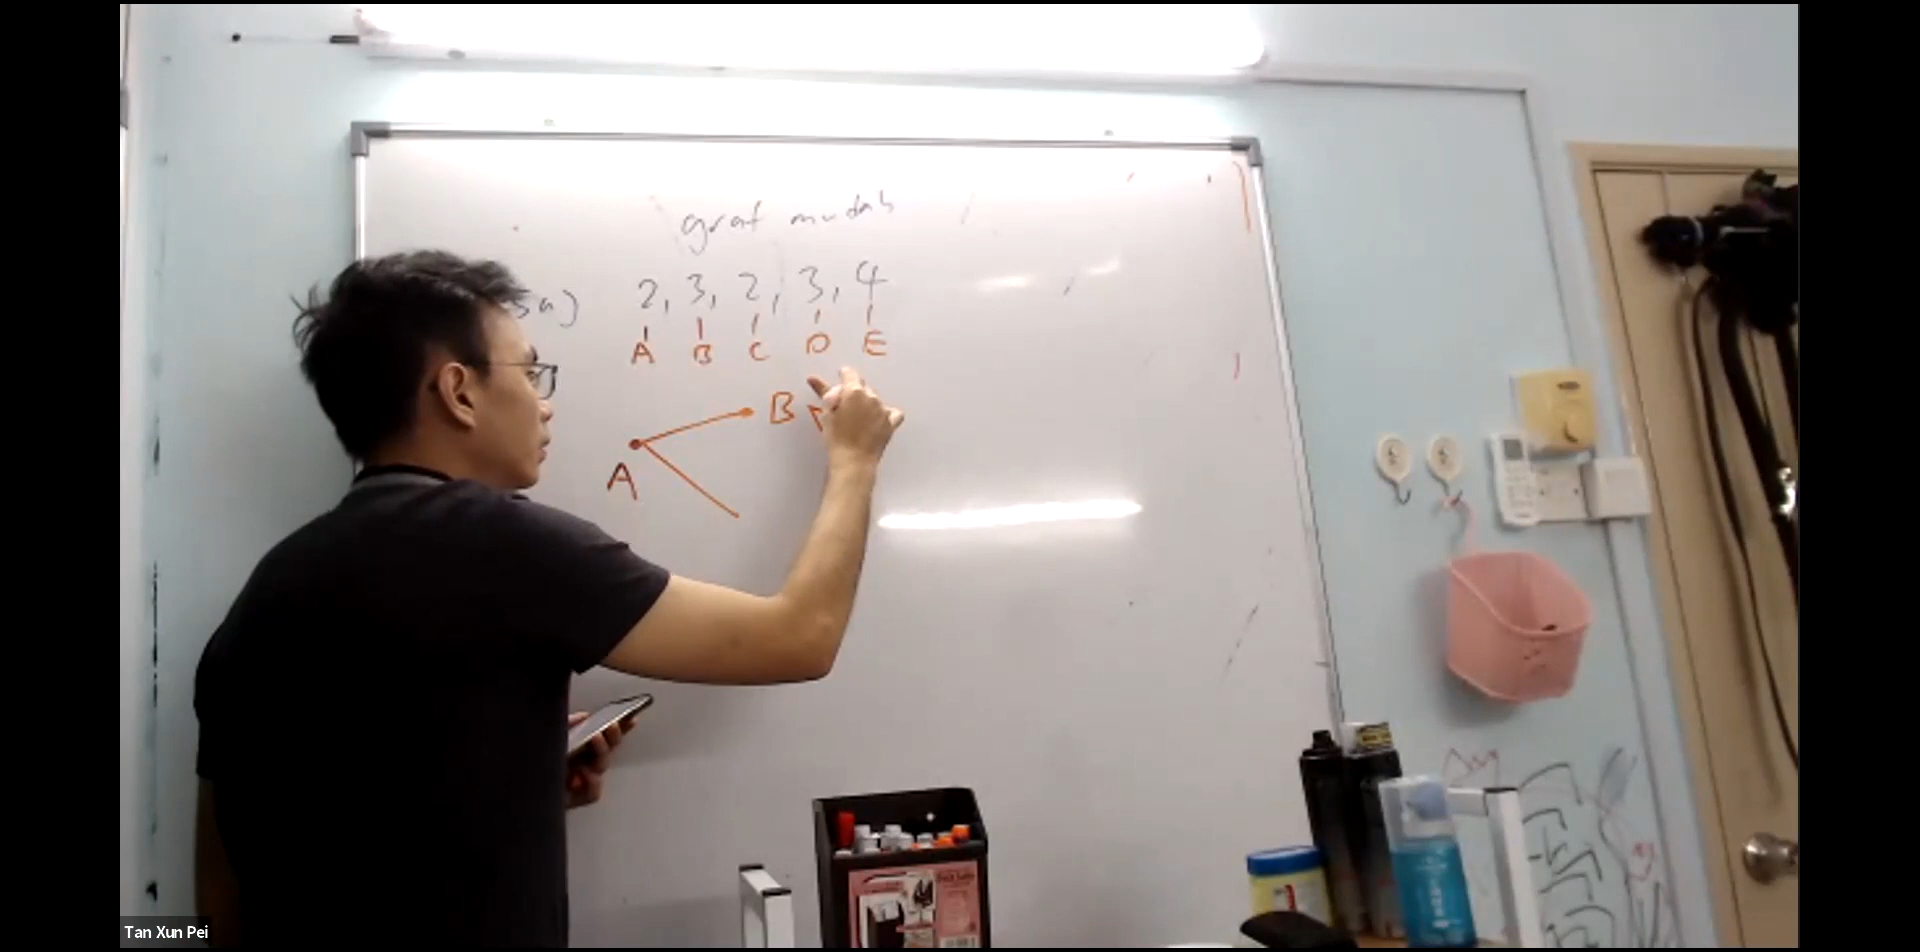 graf mudah
5a) 2, 3, 2, 3, 4
A B C D E
B
A
Tan Xun Pei